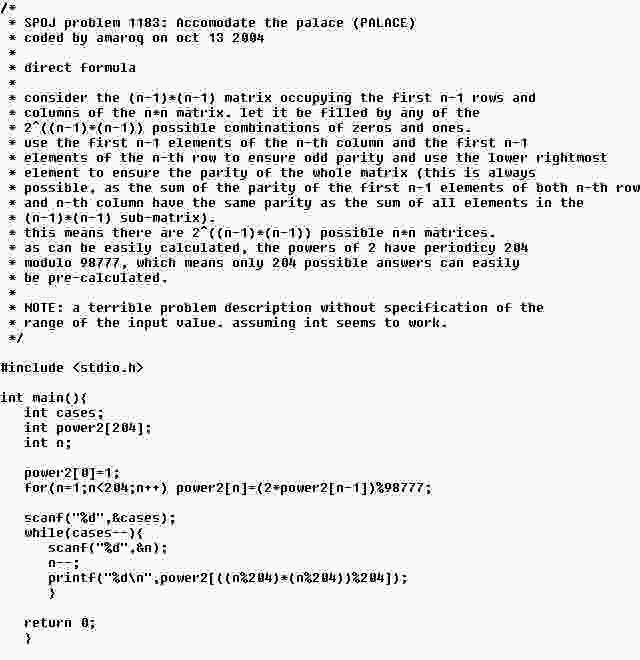 /*
 * SPOJ problem 1183: Accomodate the palace (PALACE)
 * coded by amaroq on oct 13 2004
 *
 * direct formula
 *
 * consider the (n-1)*(n-1) matrix occupying the first n-1 rows and
 * columns of the n*n matrix. let it be filled by any of the
 * 2^((n-1)*(n-1)) possible combinations of zeros and ones.
 * use the first n-1 elements of the n-th column and the first n-1
 * elements of the n-th row to ensure odd parity and use the lower rightmost
 * element to ensure the parity of the whole matrix (this is always
 * possible, as the sum of the parity of the first n-1 elements of both n-th row
 * and n-th column have the same parity as the sum of all elements in the
 * (n-1)*(n-1) sub-matrix).
 * this means there are 2^((n-1)*(n-1)) possible n*n matrices.
 * as can be easily calculated, the powers of 2 have periodicy 204
 * modulo 98777, which means only 204 possible answers can easily
 * be pre-calculated.
 *
 * NOTE: a terrible problem description without specification of the
 * range of the input value. assuming int seems to work.
 */

#include <stdio.h>

int main(){
   int cases;
   int power2[204];
   int n;

   power2[0]=1;
   for(n=1;n<204;n++) power2[n]=(2*power2[n-1])%98777;

   scanf("%d",&cases);
   while(cases--){
      scanf("%d",&n);
      n--;
      printf("%d\n",power2[((n%204)*(n%204))%204]);
      }

   return 0;
   }